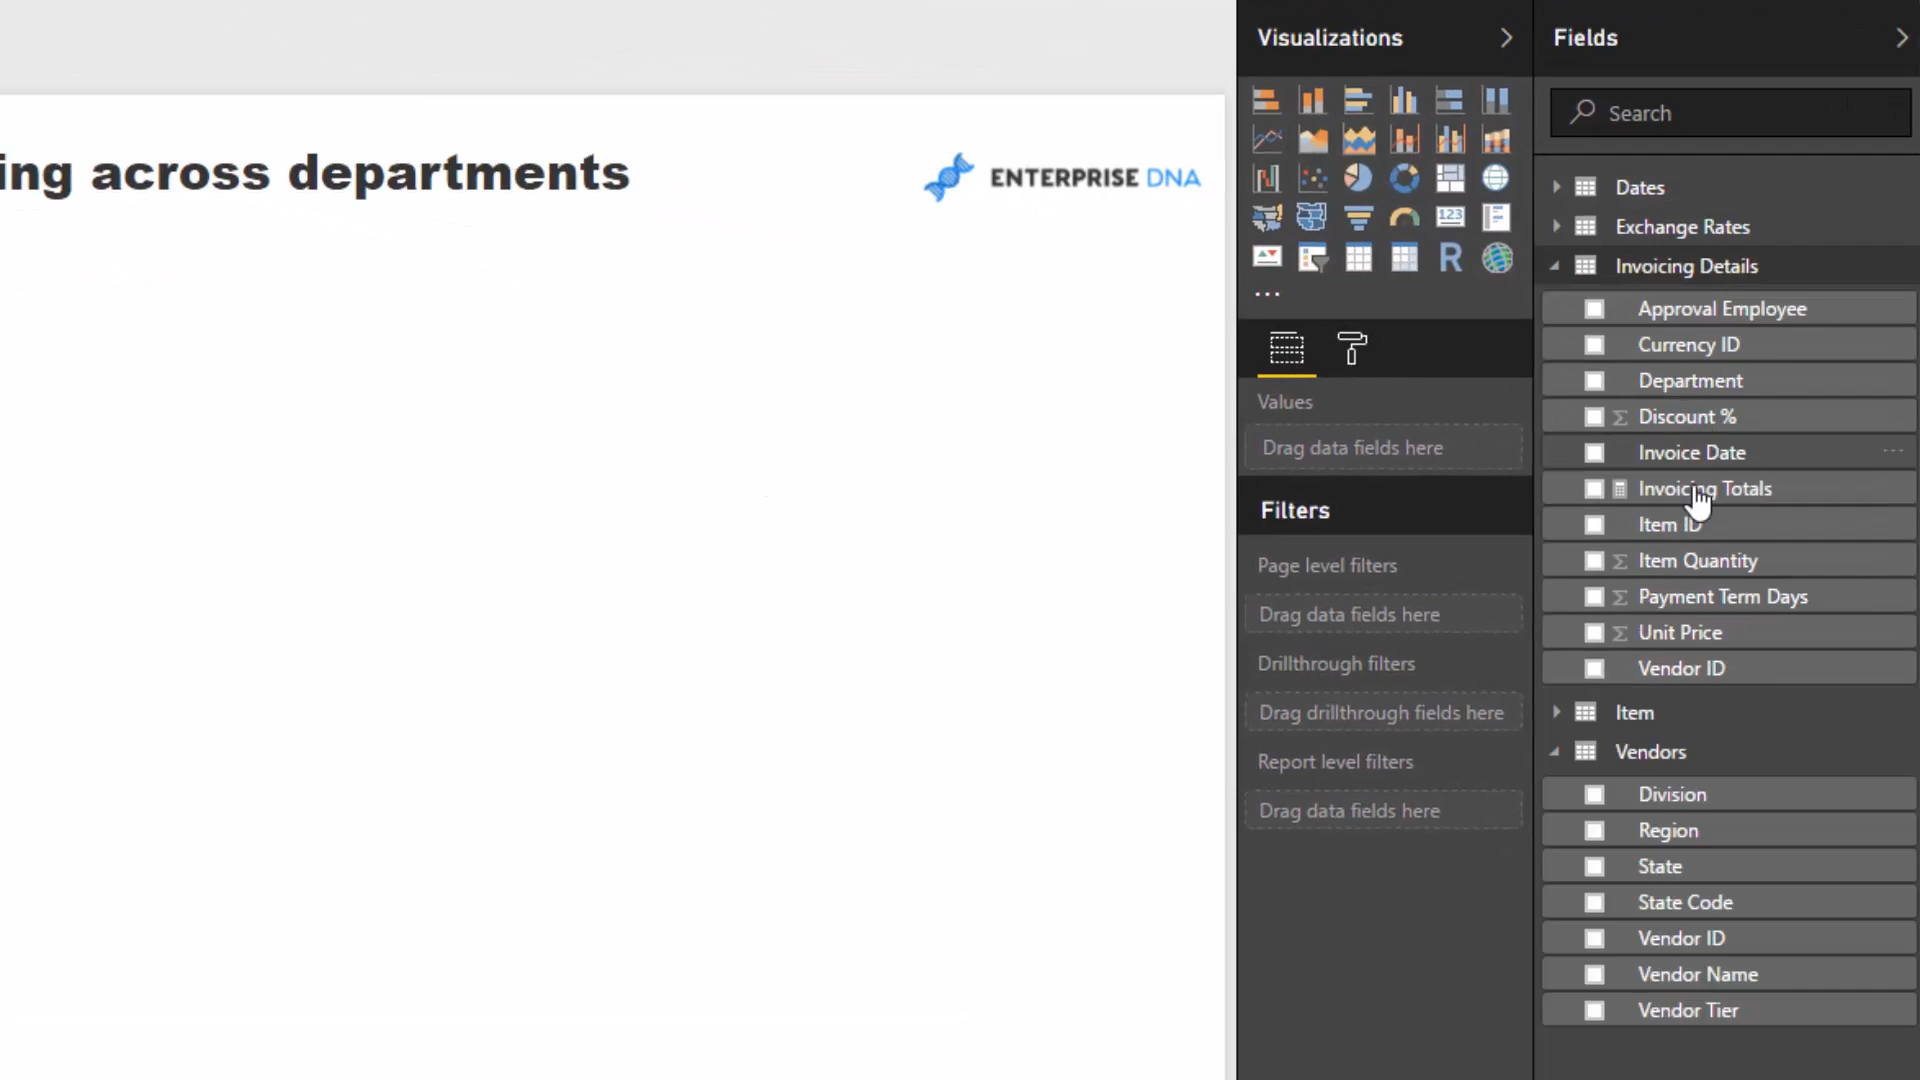 ing across departments
ENTERPRISE DNA
Visualizations
123
R
...
Values
Drag data fields here
Filters
Page level filters
Drag data fields here
Drillthrough filters
Drag drillthrough fields here
Report level filters
Drag data fields here
Fields
Search
Dates
Exchange Rates
Invoicing Details
Approval Employee
Currency ID
Department
Σ Discount %
Invoice Date ...
Invoicing Totals
Item ID
Σ Item Quantity
Σ Payment Term Days
Σ Unit Price
Vendor ID
Item
Vendors
Division
Region
State
State Code
Vendor ID
Vendor Name
Vendor Tier